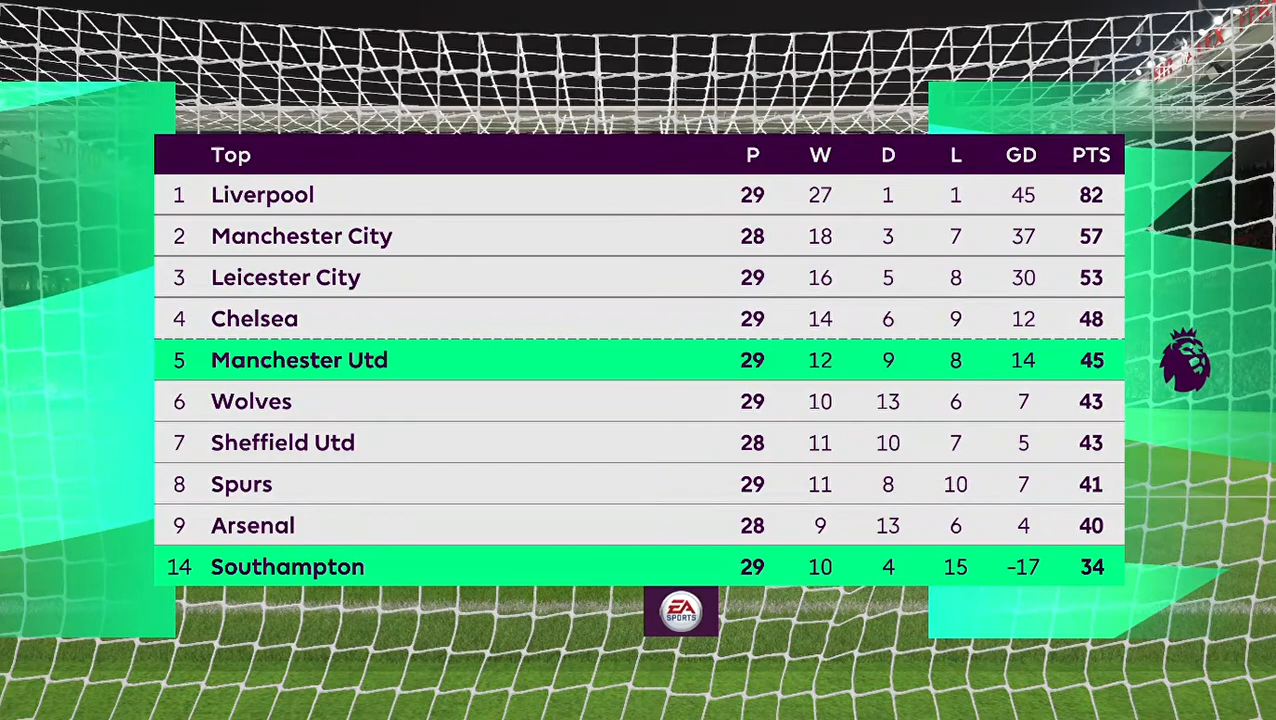 Top P W D L GD PTS
1 Liverpool 29 27 1 1 45 82
2 Manchester City 28 18 3 7 37 57
3 Leicester City 29 16 5 8 30 53
4 Chelsea 29 14 6 9 12 48
5 Manchester Utd 29 12 9 8 14 45
6 Wolves 29 10 13 6 7 43
7 Sheffield Utd 28 11 10 7 5 43
8 Spurs 29 11 8 10 7 41
9 Arsenal 28 9 13 6 4 40
14 Southampton 29 10 4 15 -17 34
EA
SPORTS